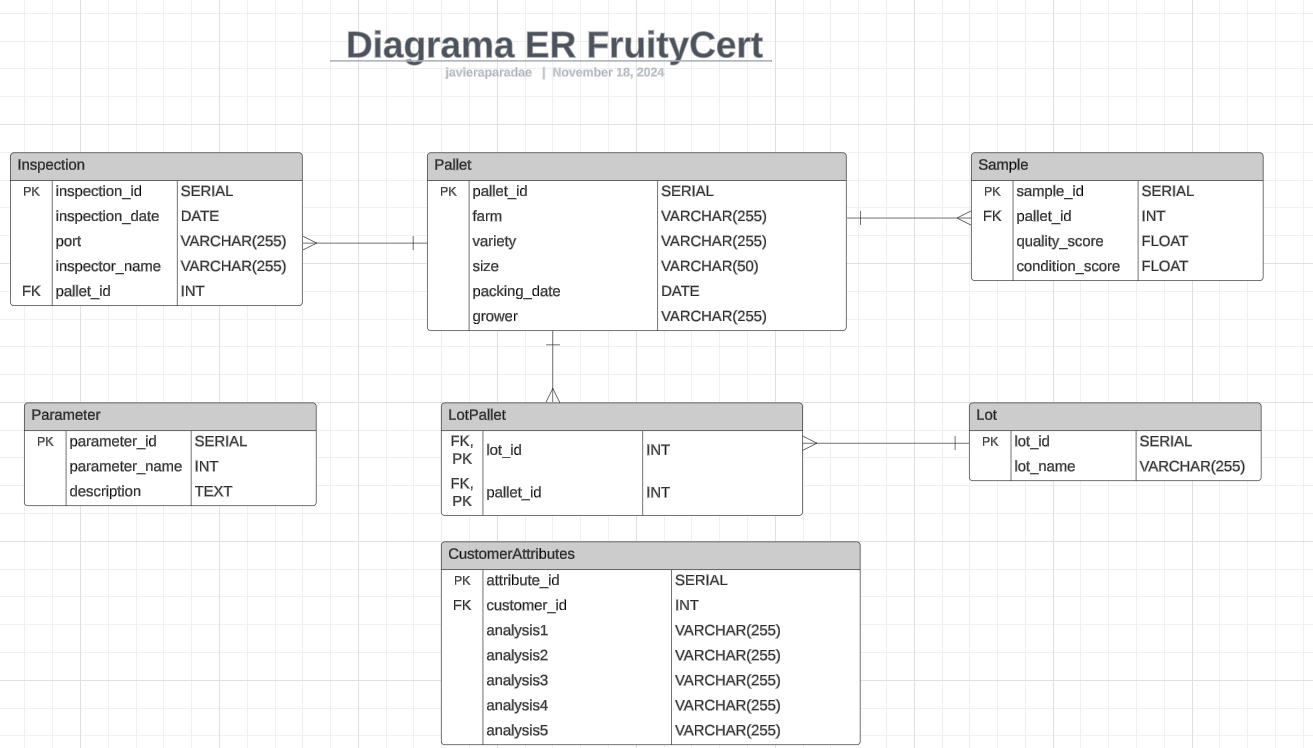 Diagrama ER FruityCert
javieraparadae | November 18, 2024
Inspection
PK inspection_id SERIAL
inspection_date DATE
port VARCHAR(255)
inspector_name VARCHAR(255)
FK pallet_id INT
Pallet
PK pallet_id SERIAL
farm VARCHAR(255)
variety VARCHAR(255)
size VARCHAR(50)
packing_date DATE
grower VARCHAR(255)
Sample
PK sample_id SERIAL
FK pallet_id INT
quality_score FLOAT
condition_score FLOAT
Parameter
PK parameter_id SERIAL
parameter_name INT
description TEXT
LotPallet
FK, PK lot_id INT
FK, PK pallet_id INT
Lot
PK lot_id SERIAL
lot_name VARCHAR(255)
CustomerAttributes
PK attribute_id SERIAL
FK customer_id INT
analysis1 VARCHAR(255)
analysis2 VARCHAR(255)
analysis3 VARCHAR(255)
analysis4 VARCHAR(255)
analysis5 VARCHAR(255)